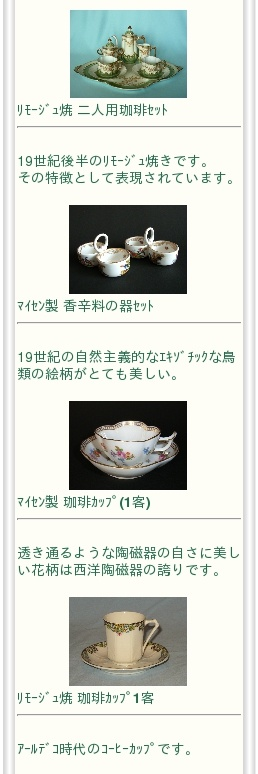 ﾘﾓｰｼﾞｭ焼 二人用珈琲ｾｯﾄ
19世紀後半のﾘﾓｰｼﾞｭ焼きです。
その特徴として表現されています。
ﾏｲｾﾝ製 香辛料の器ｾｯﾄ
19世紀の自然主義的なｴｷｿﾞﾁｯｸな鳥
類の絵柄がとても美しい。
ﾏｲｾﾝ製 珈琲ｶｯﾌﾟ(1客)
透き通るような陶磁器の白さに美し
い花柄は西洋陶磁器の誇りです。
ﾘﾓｰｼﾞｭ焼 珈琲ｶｯﾌﾟ1客
ｱｰﾙﾃﾞｺ時代のｺｰﾋｰｶｯﾌﾟです。